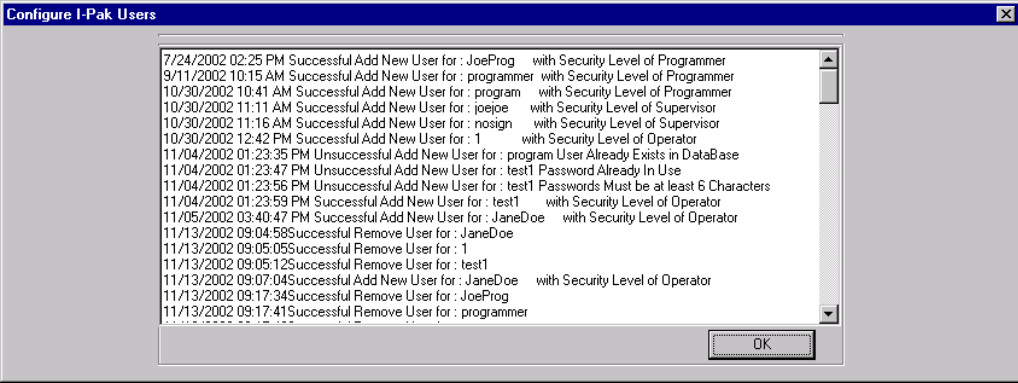 Configure I-Pak Users
7/24/2002 02:25 PM Successful Add New User for : JoeProg with Security Level of Programmer
9/11/2002 10:15 AM Successful Add New User for : programmer with Security Level of Programmer
10/30/2002 10:41 AM Successful Add New User for : program with Security Level of Programmer
10/30/2002 11:11 AM Successful Add New User for : joejoe with Security Level of Supervisor
10/30/2002 11:16 AM Successful Add New User for : nosign with Security Level of Supervisor
10/30/2002 12:42 PM Successful Add New User for : 1 with Security Level of Operator
11/04/2002 01:23:35 PM Unsuccessful Add New User for : program User Already Exists in DataBase
11/04/2002 01:23:47 PM Unsuccessful Add New User for : test1 Password Already In Use
11/04/2002 01:23:56 PM Unsuccessful Add New User for : test1 Passwords Must be at least 6 Characters
11/04/2002 01:23:59 PM Successful Add New User for : test1 with Security Level of Operator
11/05/2002 03:40:47 PM Successful Add New User for : JaneDoe with Security Level of Operator
11/13/2002 09:04:58Successful Remove User for : JaneDoe
11/13/2002 09:05:05Successful Remove User for : 1
11/13/2002 09:05:12Successful Remove User for : test1
11/13/2002 09:07:04Successful Add New User for : JaneDoe with Security Level of Operator
11/13/2002 09:17:34Successful Remove User for : JoeProg
11/13/2002 09:17:41Successful Remove User for : programmer
OK